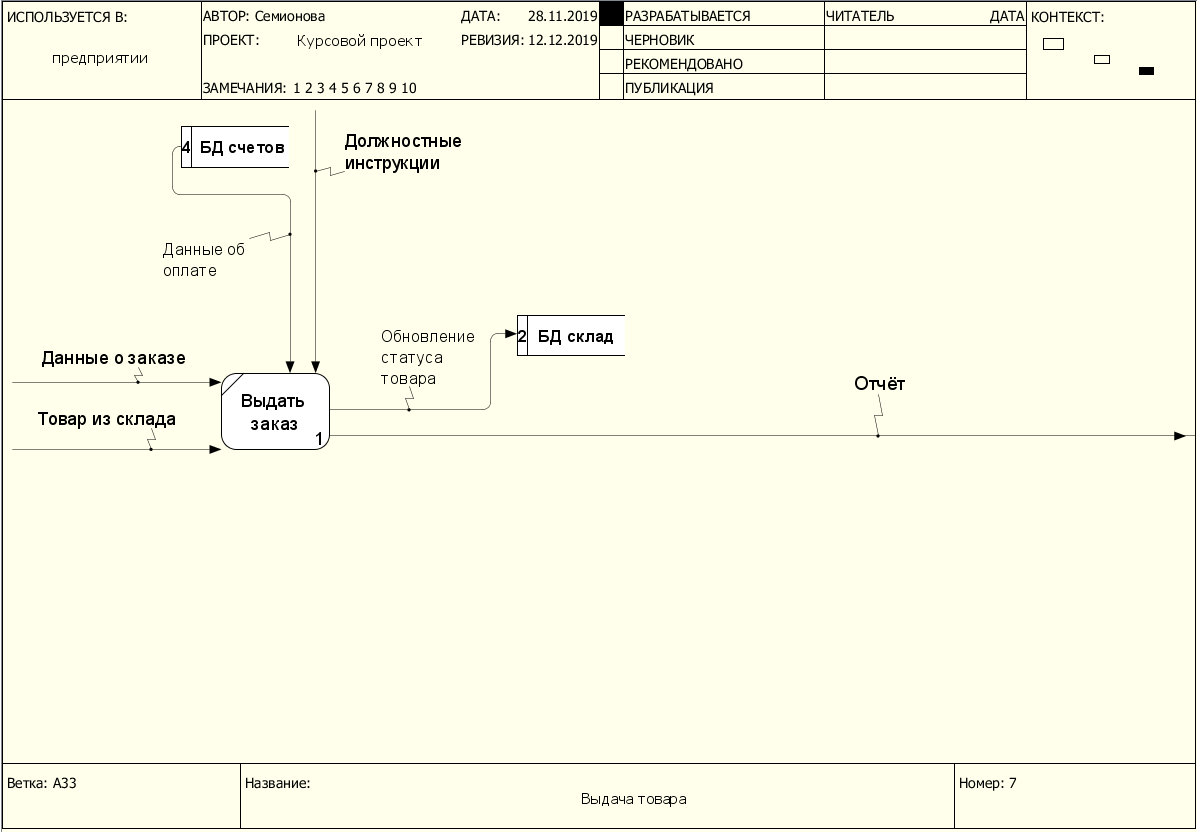 ИСПОЛЬЗУЕТСЯ В:
предприятии
АВТОР: Семионова
ДАТА: 28.11.2019
ПРОЕКТ: Курсовой проект
РЕВИЗИЯ: 12.12.2019
ЗАМЕЧАНИЯ: 1 2 3 4 5 6 7 8 9 10
РАЗРАБАТЫВАЕТСЯ
ЧЕРНОВИК
РЕКОМЕНДОВАНО
ПУБЛИКАЦИЯ
ЧИТАТЕЛЬ
ДАТА
КОНТЕКСТ:
4 БД счетов
Должностные
инструкции
Данные об
оплате
Обновление
статуса
товара
2 БД склад
Данные о заказе
Товар из склада
Выдать
заказ
1
Отчёт
Ветка: A33
Название:
Выдача товара
Номер: 7